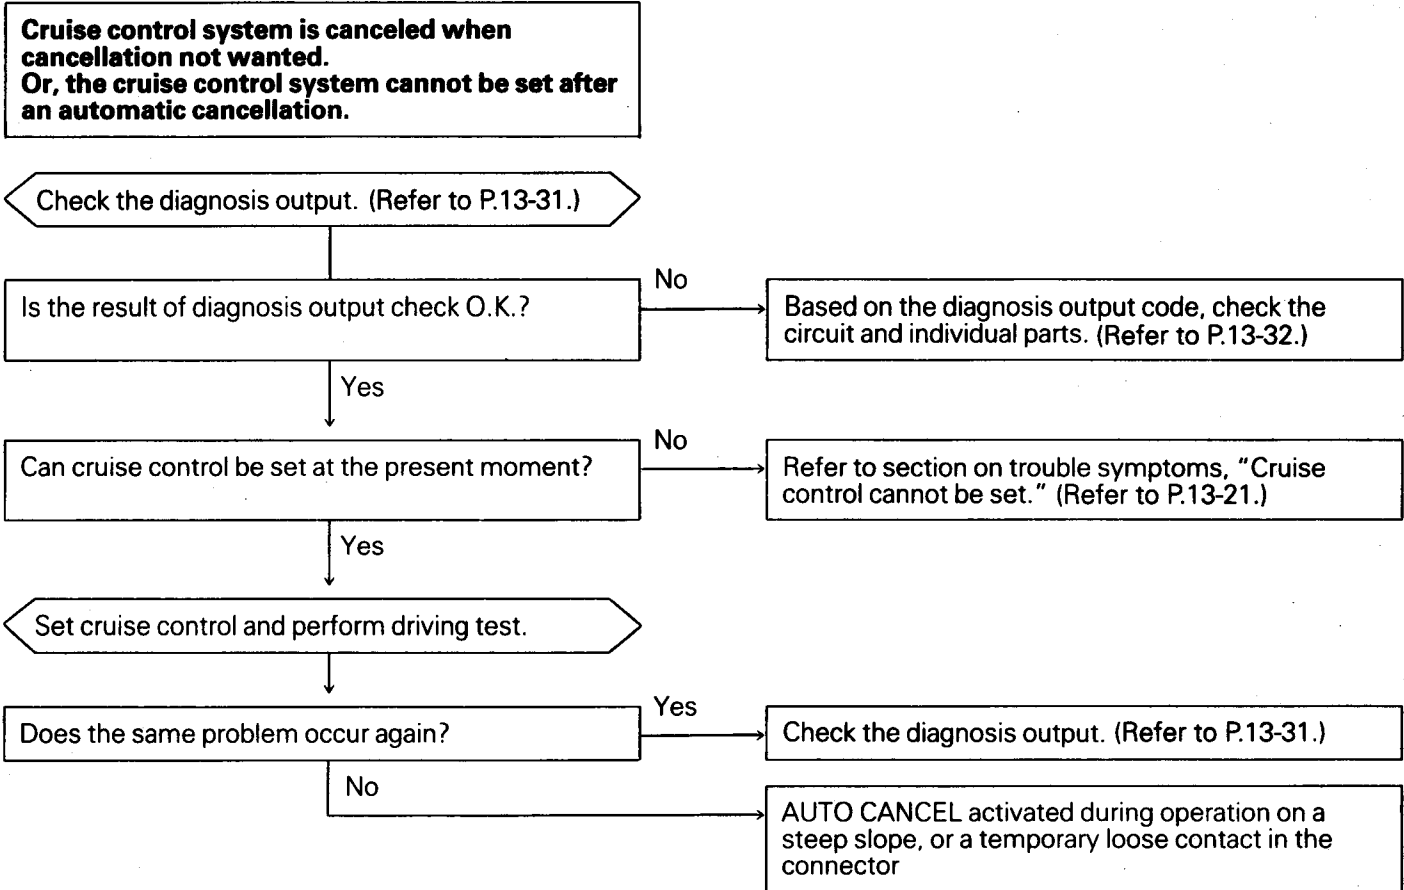 Cruise control system is canceled when
cancellation not wanted.
Or, the cruise control system cannot be set after
an automatic cancellation.
Check the diagnosis output. (Refer to P.13-31.)
Is the result of diagnosis output check O.K.?
No
Based on the diagnosis output code, check the
circuit and individual parts. (Refer to P.13-32.)
Yes
Can cruise control be set at the present moment?
No
Refer to section on trouble symptoms, "Cruise
control cannot be set." (Refer to P.13-21.)
Yes
Set cruise control and perform driving test.
Does the same problem occur again?
Yes
Check the diagnosis output. (Refer to P.13-31.)
No
AUTO CANCEL activated during operation on a
steep slope, or a temporary loose contact in the
connector